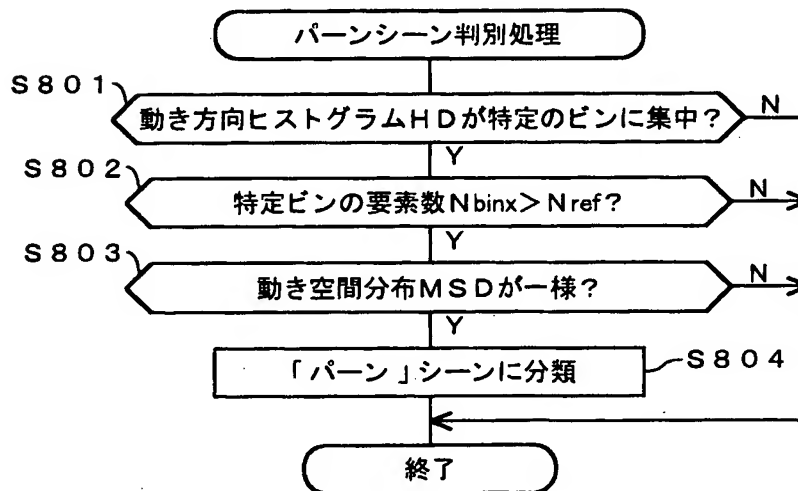 パーンシーン判別処理
S801
動き方向ヒストグラムHDが特定のビンに集中?
N
Y
S802
特定ビンの要素数Nbinx>Nref?
N
Y
S803
動き空間分布MSDが一様?
N
Y
「パーン」シーンに分類
S804
終了